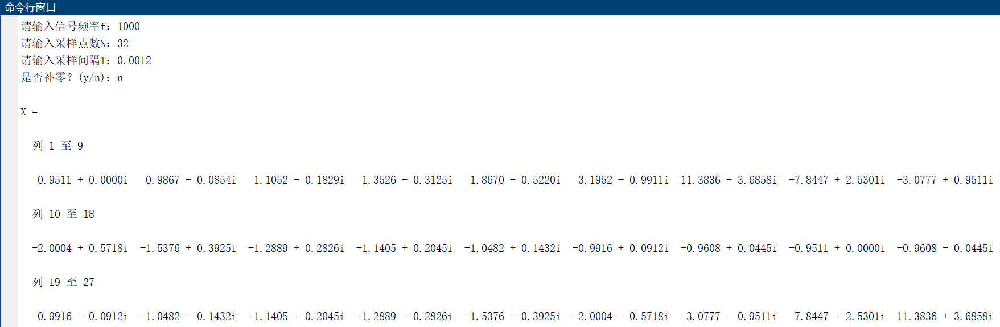 命令行窗口
请输入信号频率f：1000
请输入采样点数N：32
请输入采样间隔T：0.0012
是否补零？(y/n)：n
X =
列 1 至 9
0.9511 + 0.0000i 0.9867 - 0.0854i 1.1052 - 0.1829i 1.3526 - 0.3125i 1.8670 - 0.5220i 3.1952 - 0.9911i 11.3836 - 3.6858i -7.8447 + 2.5301i -3.0777 + 0.9511i
列 10 至 18
-2.0004 + 0.5718i -1.5376 + 0.3925i -1.2889 + 0.2826i -1.1405 + 0.2045i -1.0482 + 0.1432i -0.9916 + 0.0912i -0.9608 + 0.0445i -0.9511 + 0.0000i -0.9608 - 0.0445i
列 19 至 27
-0.9916 - 0.0912i -1.0482 - 0.1432i -1.1405 - 0.2045i -1.2889 - 0.2826i -1.5376 - 0.3925i -2.0004 - 0.5718i -3.0777 - 0.9511i -7.8447 - 2.5301i 11.3836 + 3.6858i